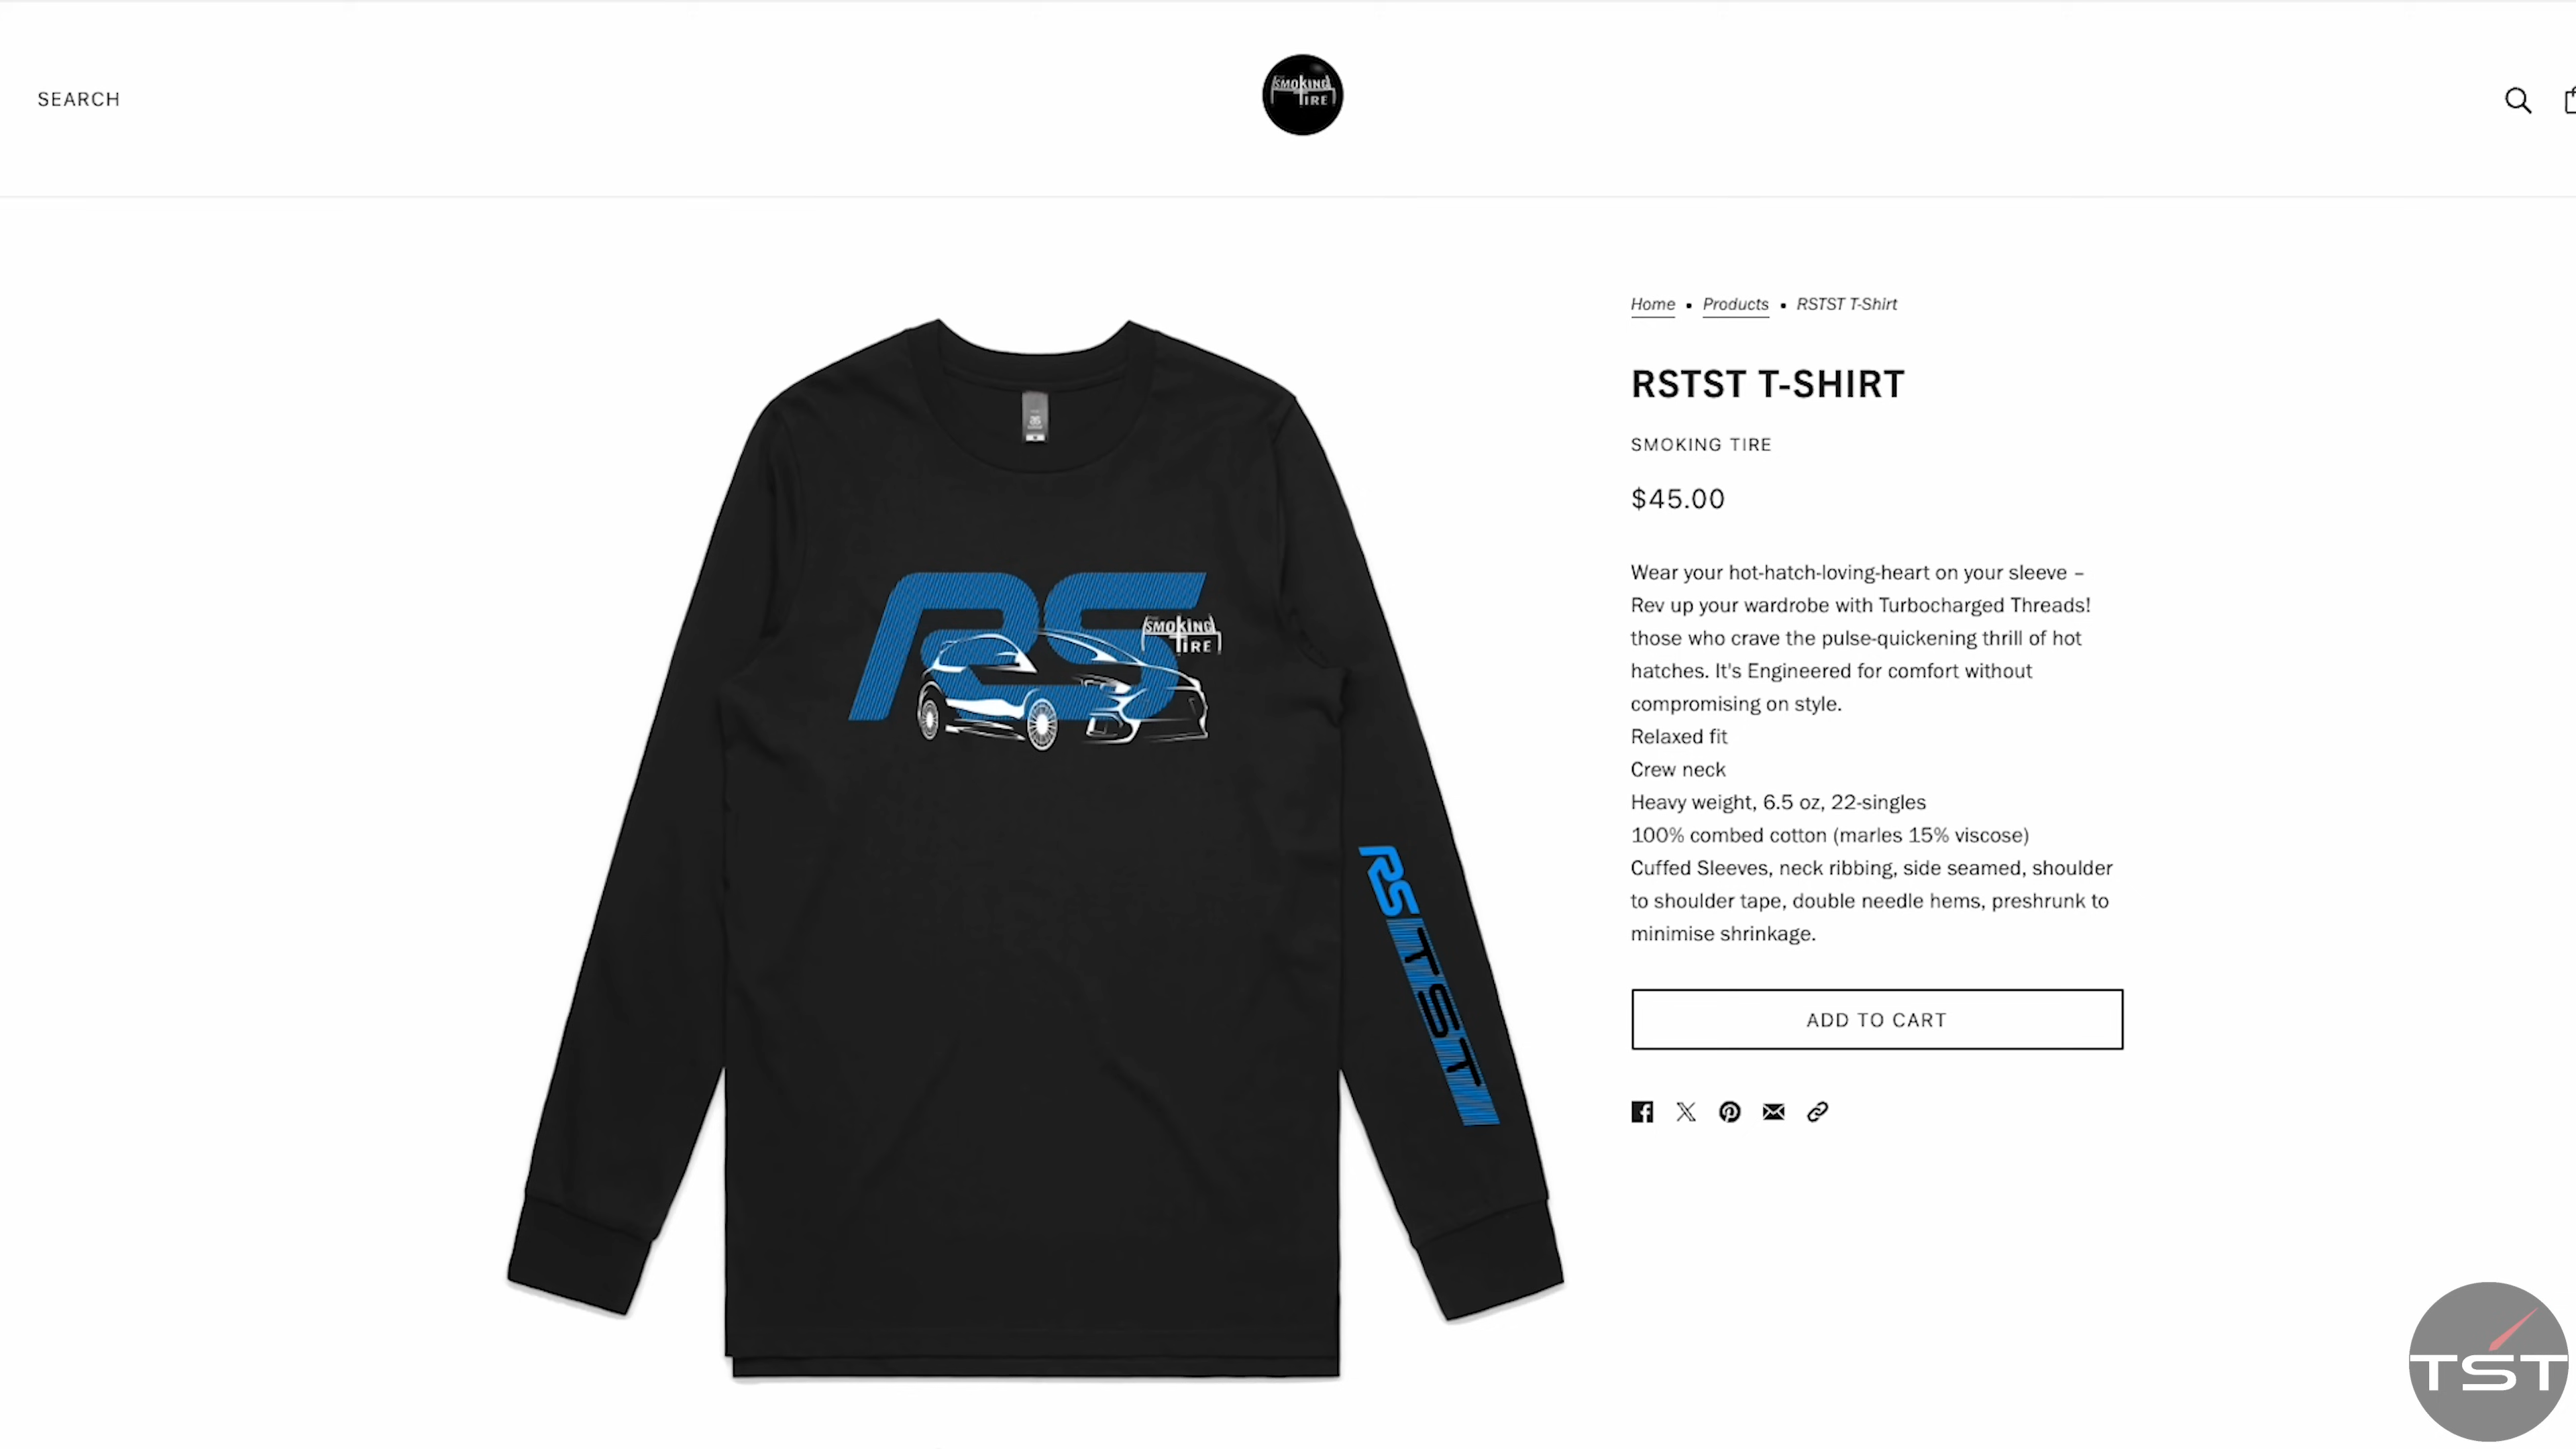 SEARCH
SMOKING
TIRE
Home ▪ Products ▪ RSTST T-Shirt
RSTST T-SHIRT
SMOKING TIRE
$45.00
Wear your hot-hatch-loving-heart on your sleeve –
Rev up your wardrobe with Turbocharged Threads!
those who crave the pulse-quickening thrill of hot
hatches. It's Engineered for comfort without
compromising on style.
Relaxed fit
Crew neck
Heavy weight, 6.5 oz, 22-singles
100% combed cotton (marles 15% viscose)
Cuffed Sleeves, neck ribbing, side seamed, shoulder
to shoulder tape, double needle hems, preshrunk to
minimise shrinkage.
ADD TO CART
RS
SMOKING
TIRE
RS TST
TST